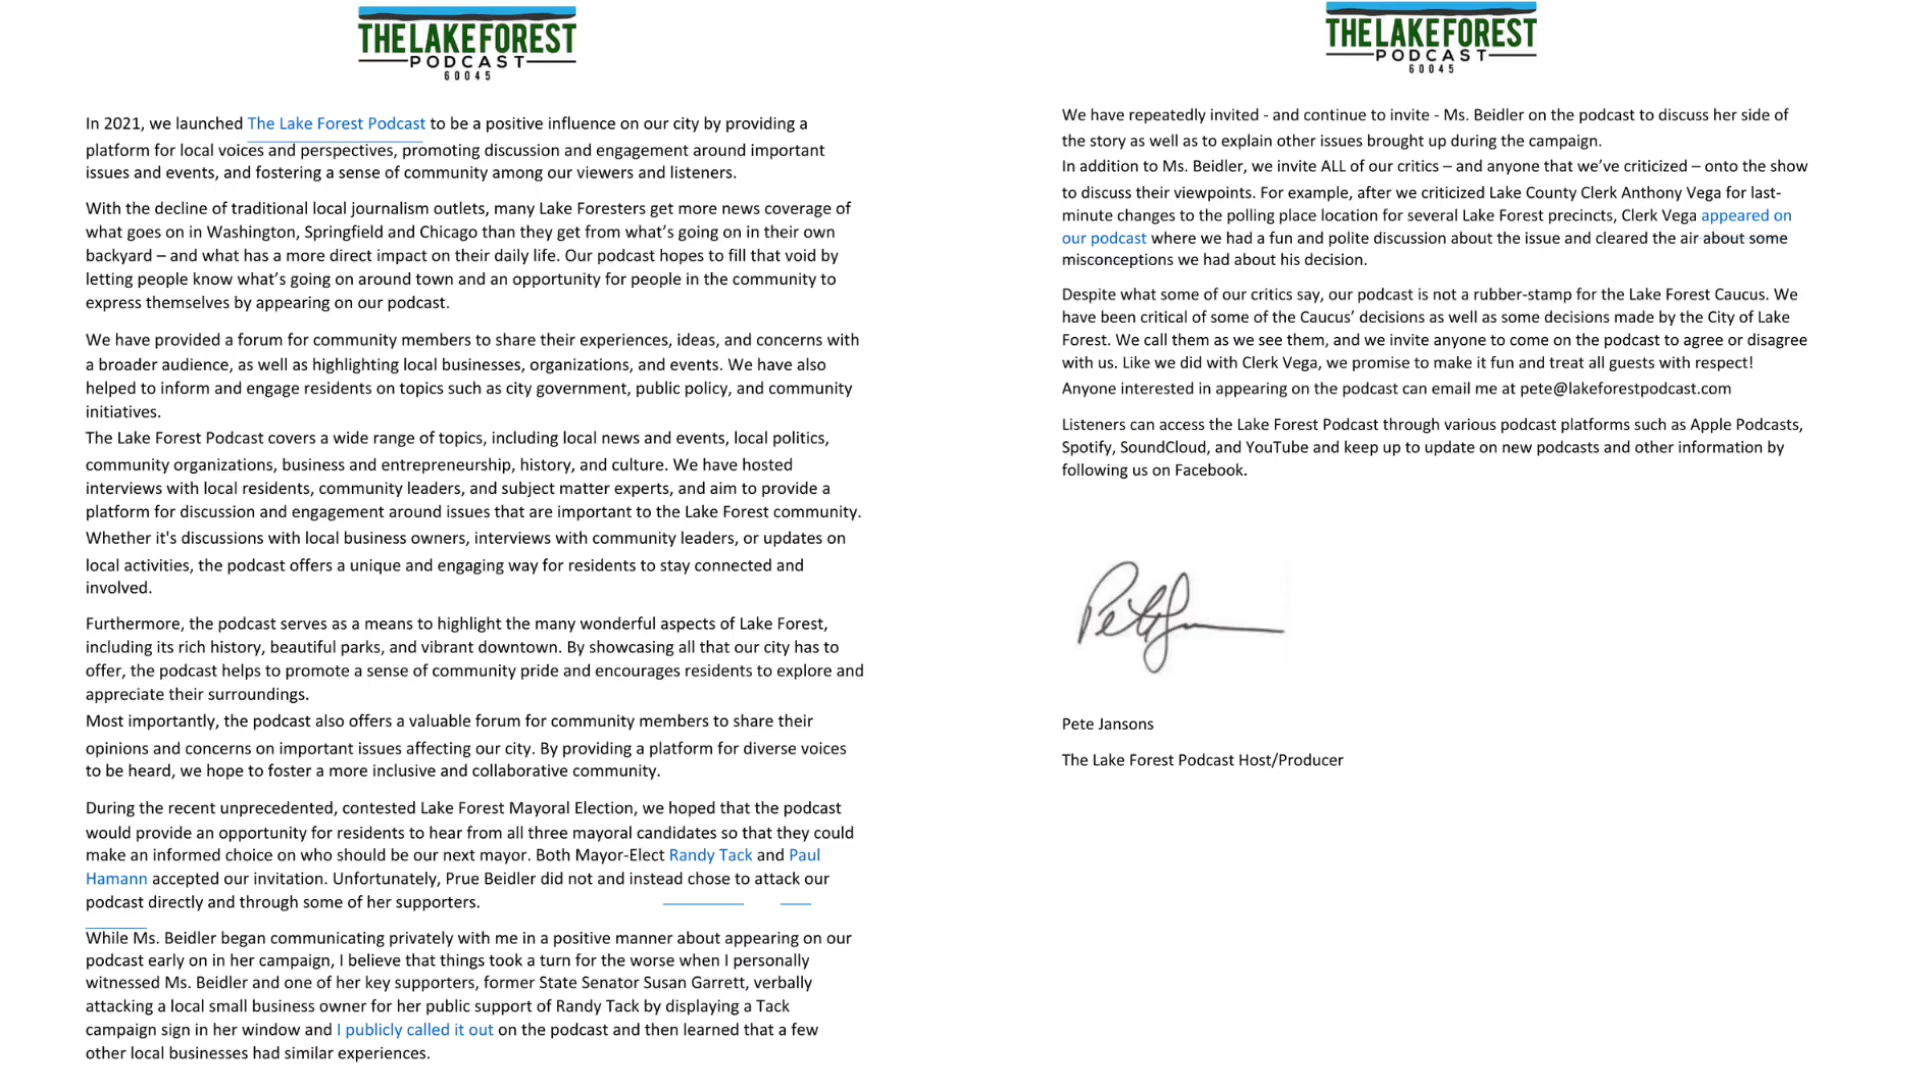 THELAKEFOREST
PODCAST
60045
In 2021, we launched The Lake Forest Podcast to be a positive influence on our city by providing a
platform for local voices and perspectives, promoting discussion and engagement around important
issues and events, and fostering a sense of community among our viewers and listeners.
With the decline of traditional local journalism outlets, many Lake Foresters get more news coverage of
what goes on in Washington, Springfield and Chicago than they get from what's going on in their own
backyard – and what has a more direct impact on their daily life. Our podcast hopes to fill that void by
letting people know what's going on around town and an opportunity for people in the community to
express themselves by appearing on our podcast.
We have provided a forum for community members to share their experiences, ideas, and concerns with
a broader audience, as well as highlighting local businesses, organizations, and events. We have also
helped to inform and engage residents on topics such as city government, public policy, and community
initiatives.
The Lake Forest Podcast covers a wide range of topics, including local news and events, local politics,
community organizations, business and entrepreneurship, history, and culture. We have hosted
interviews with local residents, community leaders, and subject matter experts, and aim to provide a
platform for discussion and engagement around issues that are important to the Lake Forest community.
Whether it's discussions with local business owners, interviews with community leaders, or updates on
local activities, the podcast offers a unique and engaging way for residents to stay connected and
involved.
Furthermore, the podcast serves as a means to highlight the many wonderful aspects of Lake Forest,
including its rich history, beautiful parks, and vibrant downtown. By showcasing all that our city has to
offer, the podcast helps to promote a sense of community pride and encourages residents to explore and
appreciate their surroundings.
Most importantly, the podcast also offers a valuable forum for community members to share their
opinions and concerns on important issues affecting our city. By providing a platform for diverse voices
to be heard, we hope to foster a more inclusive and collaborative community.
During the recent unprecedented, contested Lake Forest Mayoral Election, we hoped that the podcast
would provide an opportunity for residents to hear from all three mayoral candidates so that they could
make an informed choice on who should be our next mayor. Both Mayor-Elect Randy Tack and Paul
Hamann accepted our invitation. Unfortunately, Prue Beidler did not and instead chose to attack our
podcast directly and through some of her supporters.
While Ms. Beidler began communicating privately with me in a positive manner about appearing on our
podcast early on in her campaign, I believe that things took a turn for the worse when I personally
witnessed Ms. Beidler and one of her key supporters, former State Senator Susan Garrett, verbally
attacking a local small business owner for her public support of Randy Tack by displaying a Tack
campaign sign in her window and I publicly called it out on the podcast and then learned that a few
other local businesses had similar experiences.
THELAKEFOREST
PODCAST
60045
We have repeatedly invited - and continue to invite - Ms. Beidler on the podcast to discuss her side of
the story as well as to explain other issues brought up during the campaign.
In addition to Ms. Beidler, we invite ALL of our critics – and anyone that we've criticized – onto the show
to discuss their viewpoints. For example, after we criticized Lake County Clerk Anthony Vega for last-
minute changes to the polling place location for several Lake Forest precincts, Clerk Vega appeared on
our podcast where we had a fun and polite discussion about the issue and cleared the air about some
misconceptions we had about his decision.
Despite what some of our critics say, our podcast is not a rubber-stamp for the Lake Forest Caucus. We
have been critical of some of the Caucus' decisions as well as some decisions made by the City of Lake
Forest. We call them as we see them, and we invite anyone to come on the podcast to agree or disagree
with us. Like we did with Clerk Vega, we promise to make it fun and treat all guests with respect!
Anyone interested in appearing on the podcast can email me at pete@lakeforestpodcast.com
Listeners can access the Lake Forest Podcast through various podcast platforms such as Apple Podcasts,
Spotify, SoundCloud, and YouTube and keep up to update on new podcasts and other information by
following us on Facebook.
Pete Jansons
The Lake Forest Podcast Host/Producer